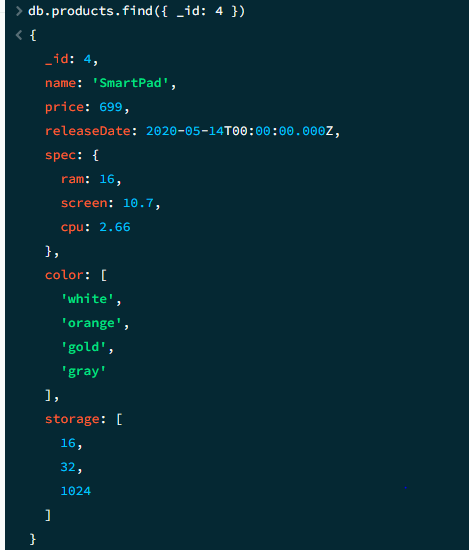 > db.products.find({ _id: 4 })
< {
_id: 4,
name: 'SmartPad',
price: 699,
releaseDate: 2020-05-14T00:00:00.000Z,
spec: {
ram: 16,
screen: 10.7,
cpu: 2.66
},
color: [
'white',
'orange',
'gold',
'gray'
],
storage: [
16,
32,
1024
]
}